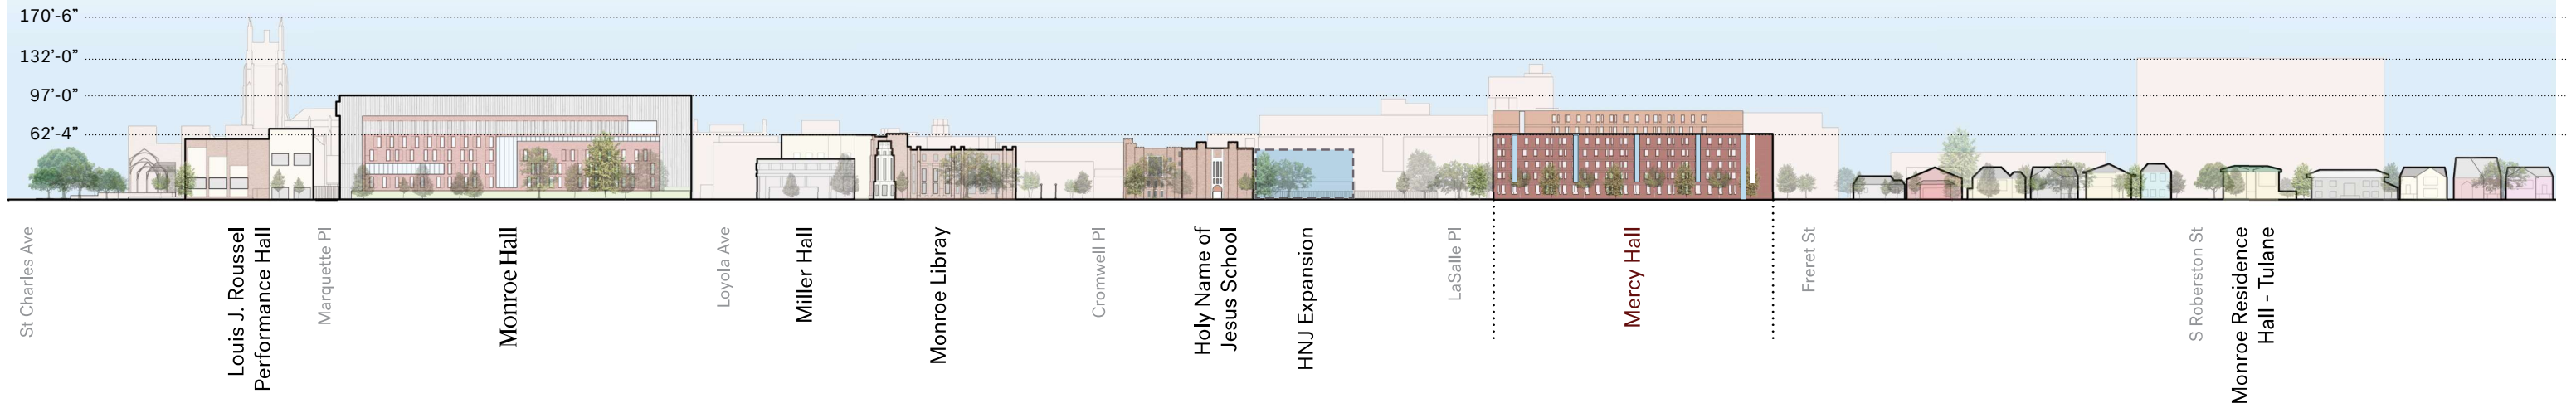 170'-6”
132'-0”
97'-0”
62'-4”
St Charles Ave
Louis J. Roussel
Performance Hall
Marquette Pl
Monroe Hall
Loyola Ave
Miller Hall
Monroe Libray
Cromwell Pl
Holy Name of
Jesus School
HNJ Expansion
LaSalle Pl
Mercy Hall
Freret St
S Roberston St
Monroe Residence
Hall - Tulane